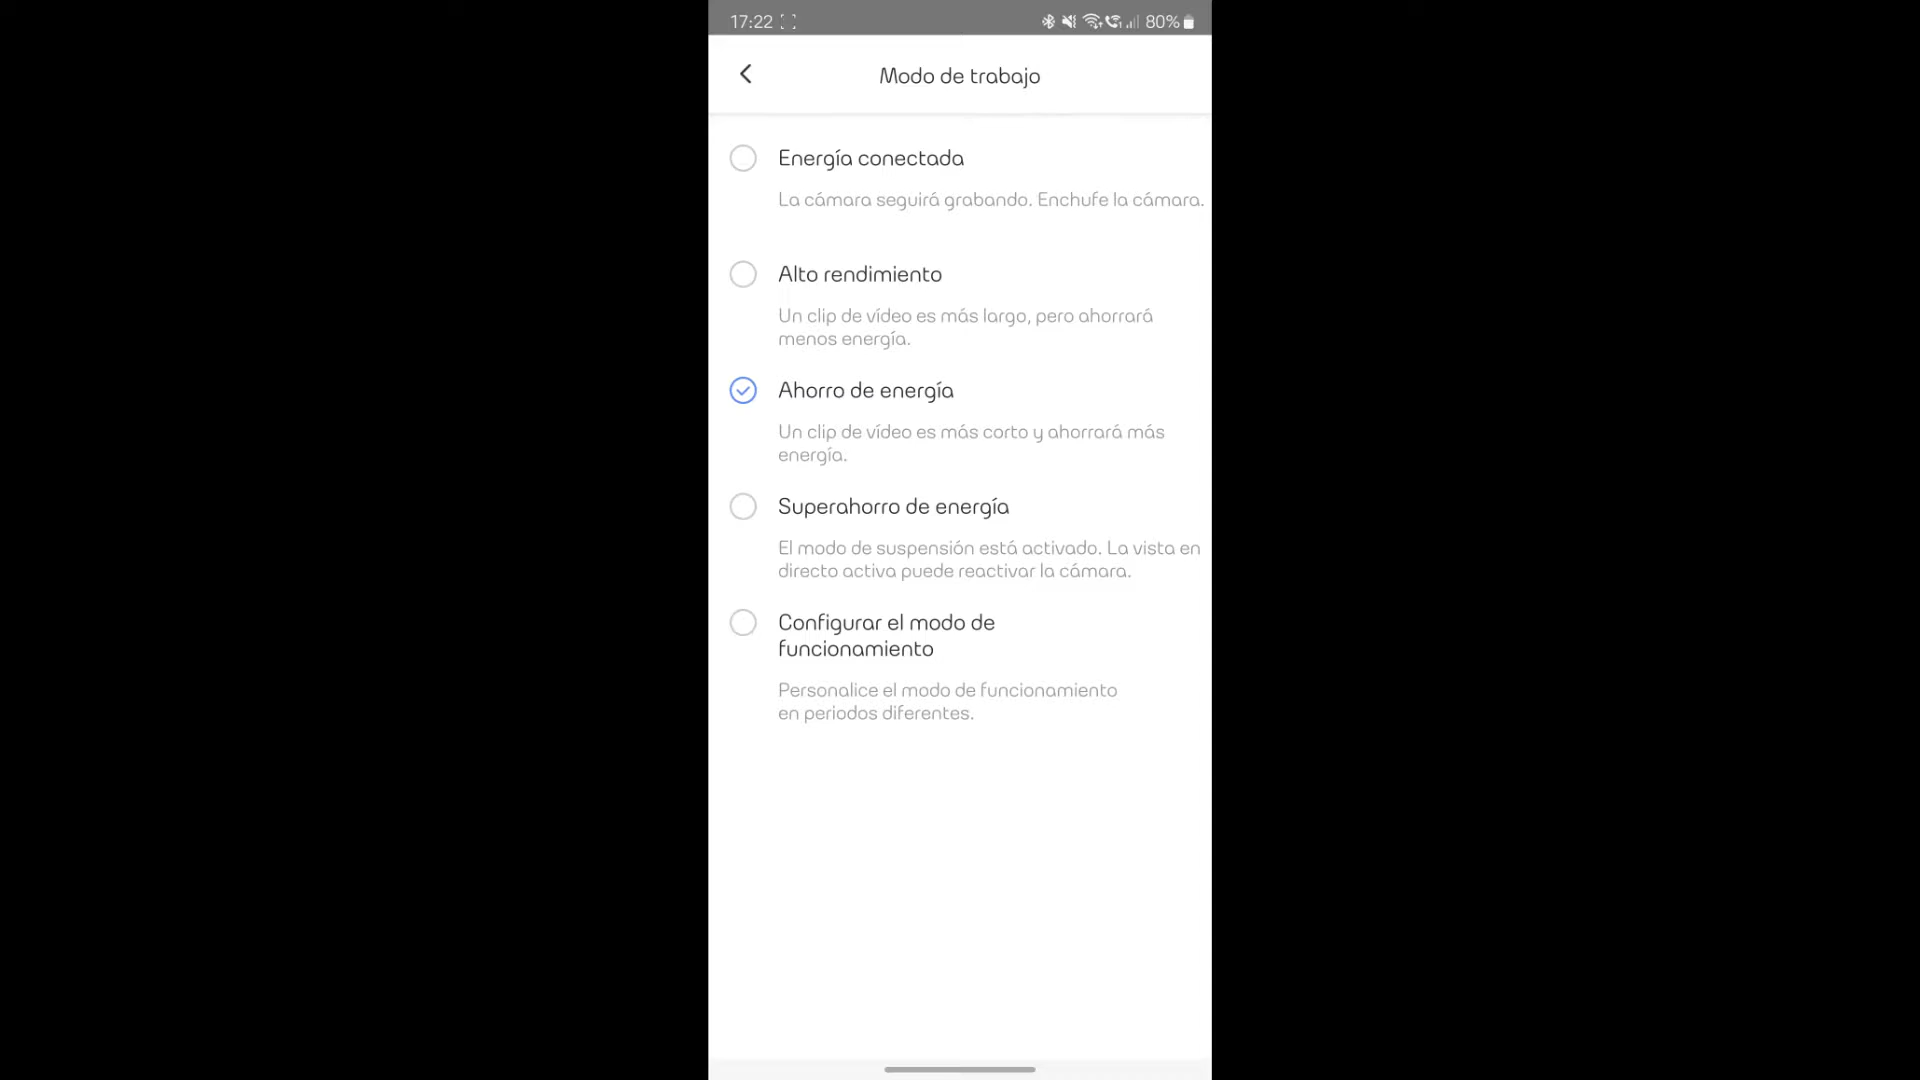 17:22
80%
Modo de trabajo
Energía conectada
La cámara seguirá grabando. Enchufe la cámara.
Alto rendimiento
Un clip de vídeo es más largo, pero ahorrará
menos energía.
Ahorro de energía
Un clip de vídeo es más corto y ahorrará más
energía.
Superahorro de energía
El modo de suspensión está activado. La vista en
directo activa puede reactivar la cámara.
Configurar el modo de
funcionamiento
Personalice el modo de funcionamiento
en periodos diferentes.